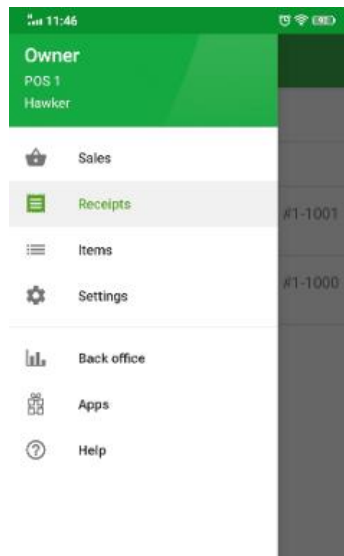 11:46
Owner
POS 1
Hawker
Sales
Receipts
#1-1001
Items
#1-1000
Settings
Back office
Apps
Help